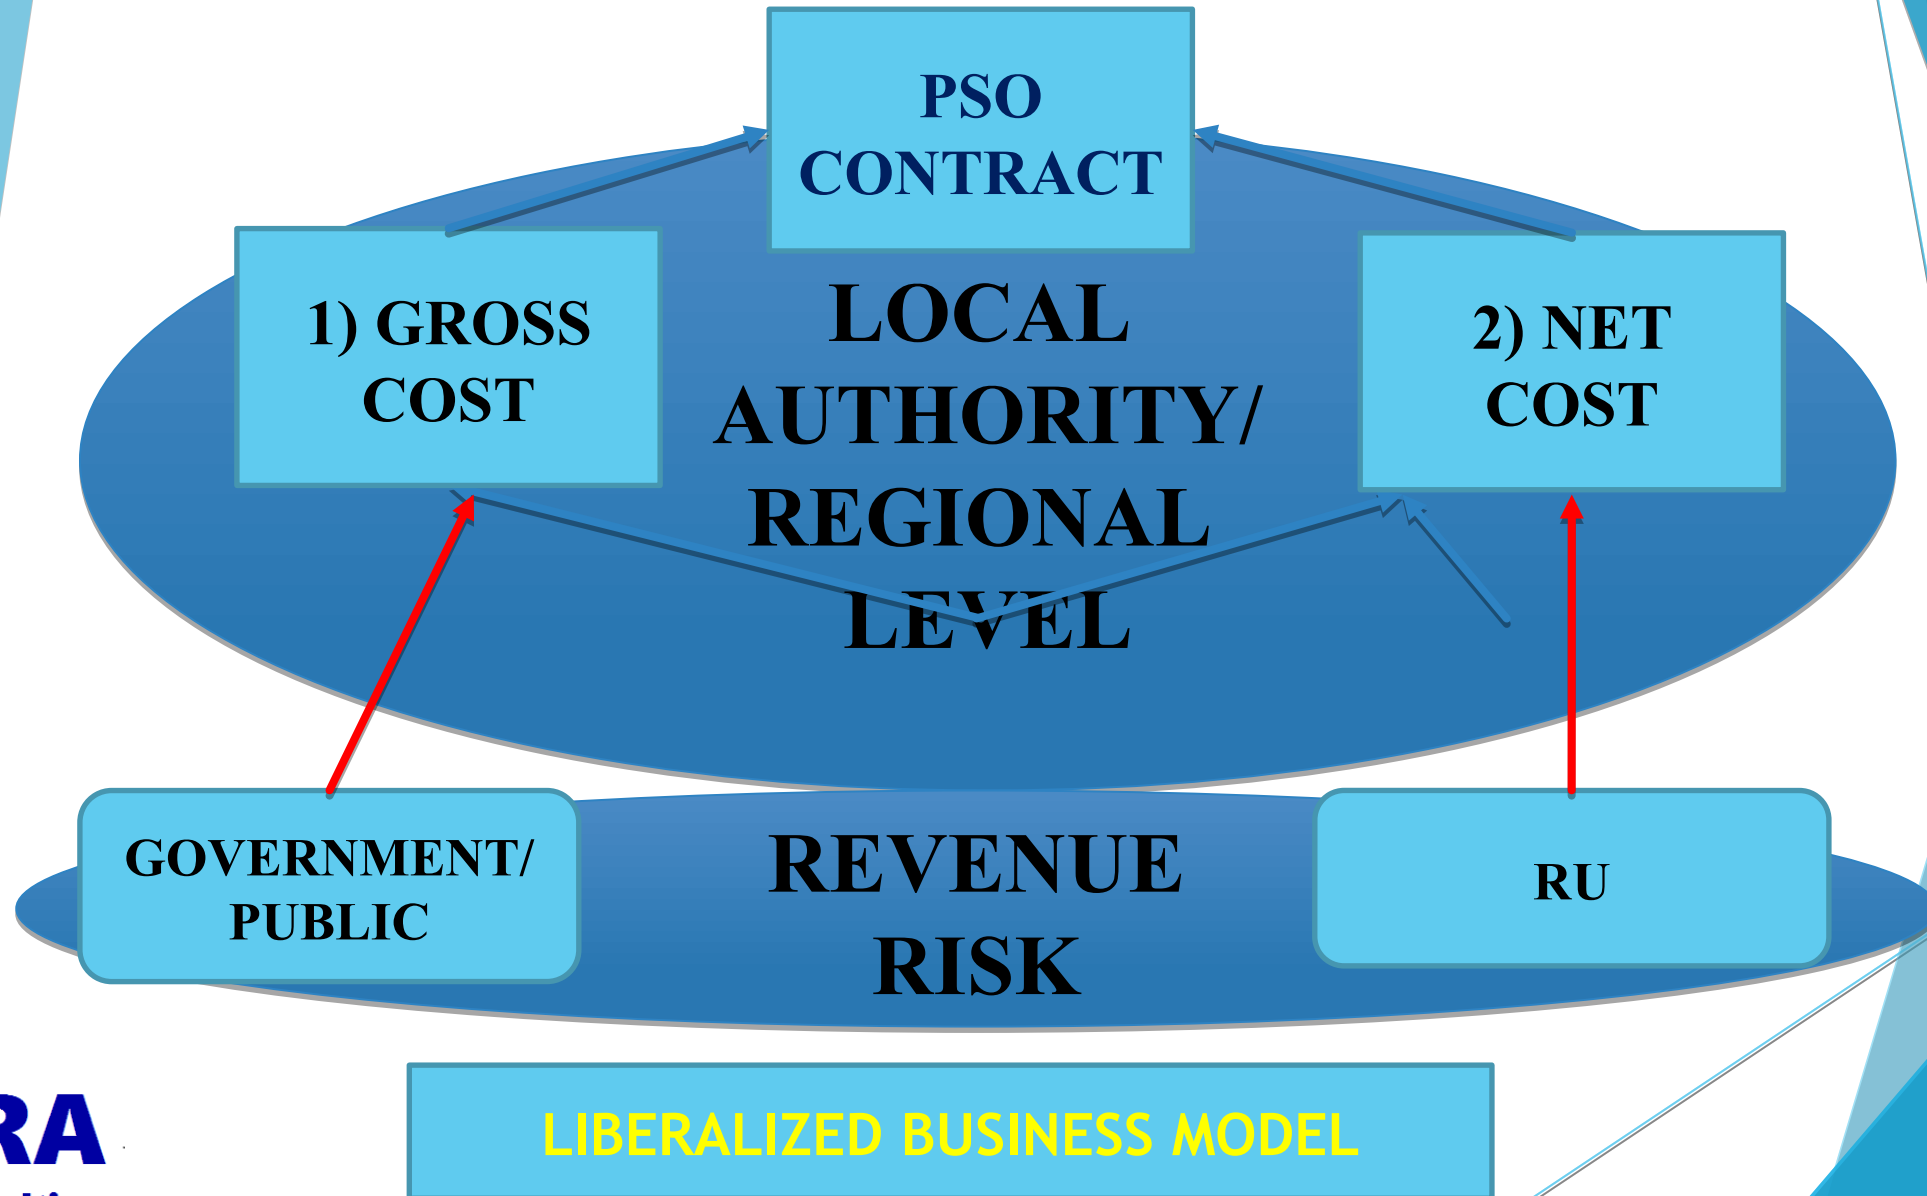 PSO
CONTRACT
1) GROSS
COST
LOCAL
AUTHORITY/
REGIONAL
LEVEL
2) NET
COST
GOVERNMENT/
PUBLIC
REVENUE
RISK
RU
RA
LIBERALIZED BUSINESS MODEL